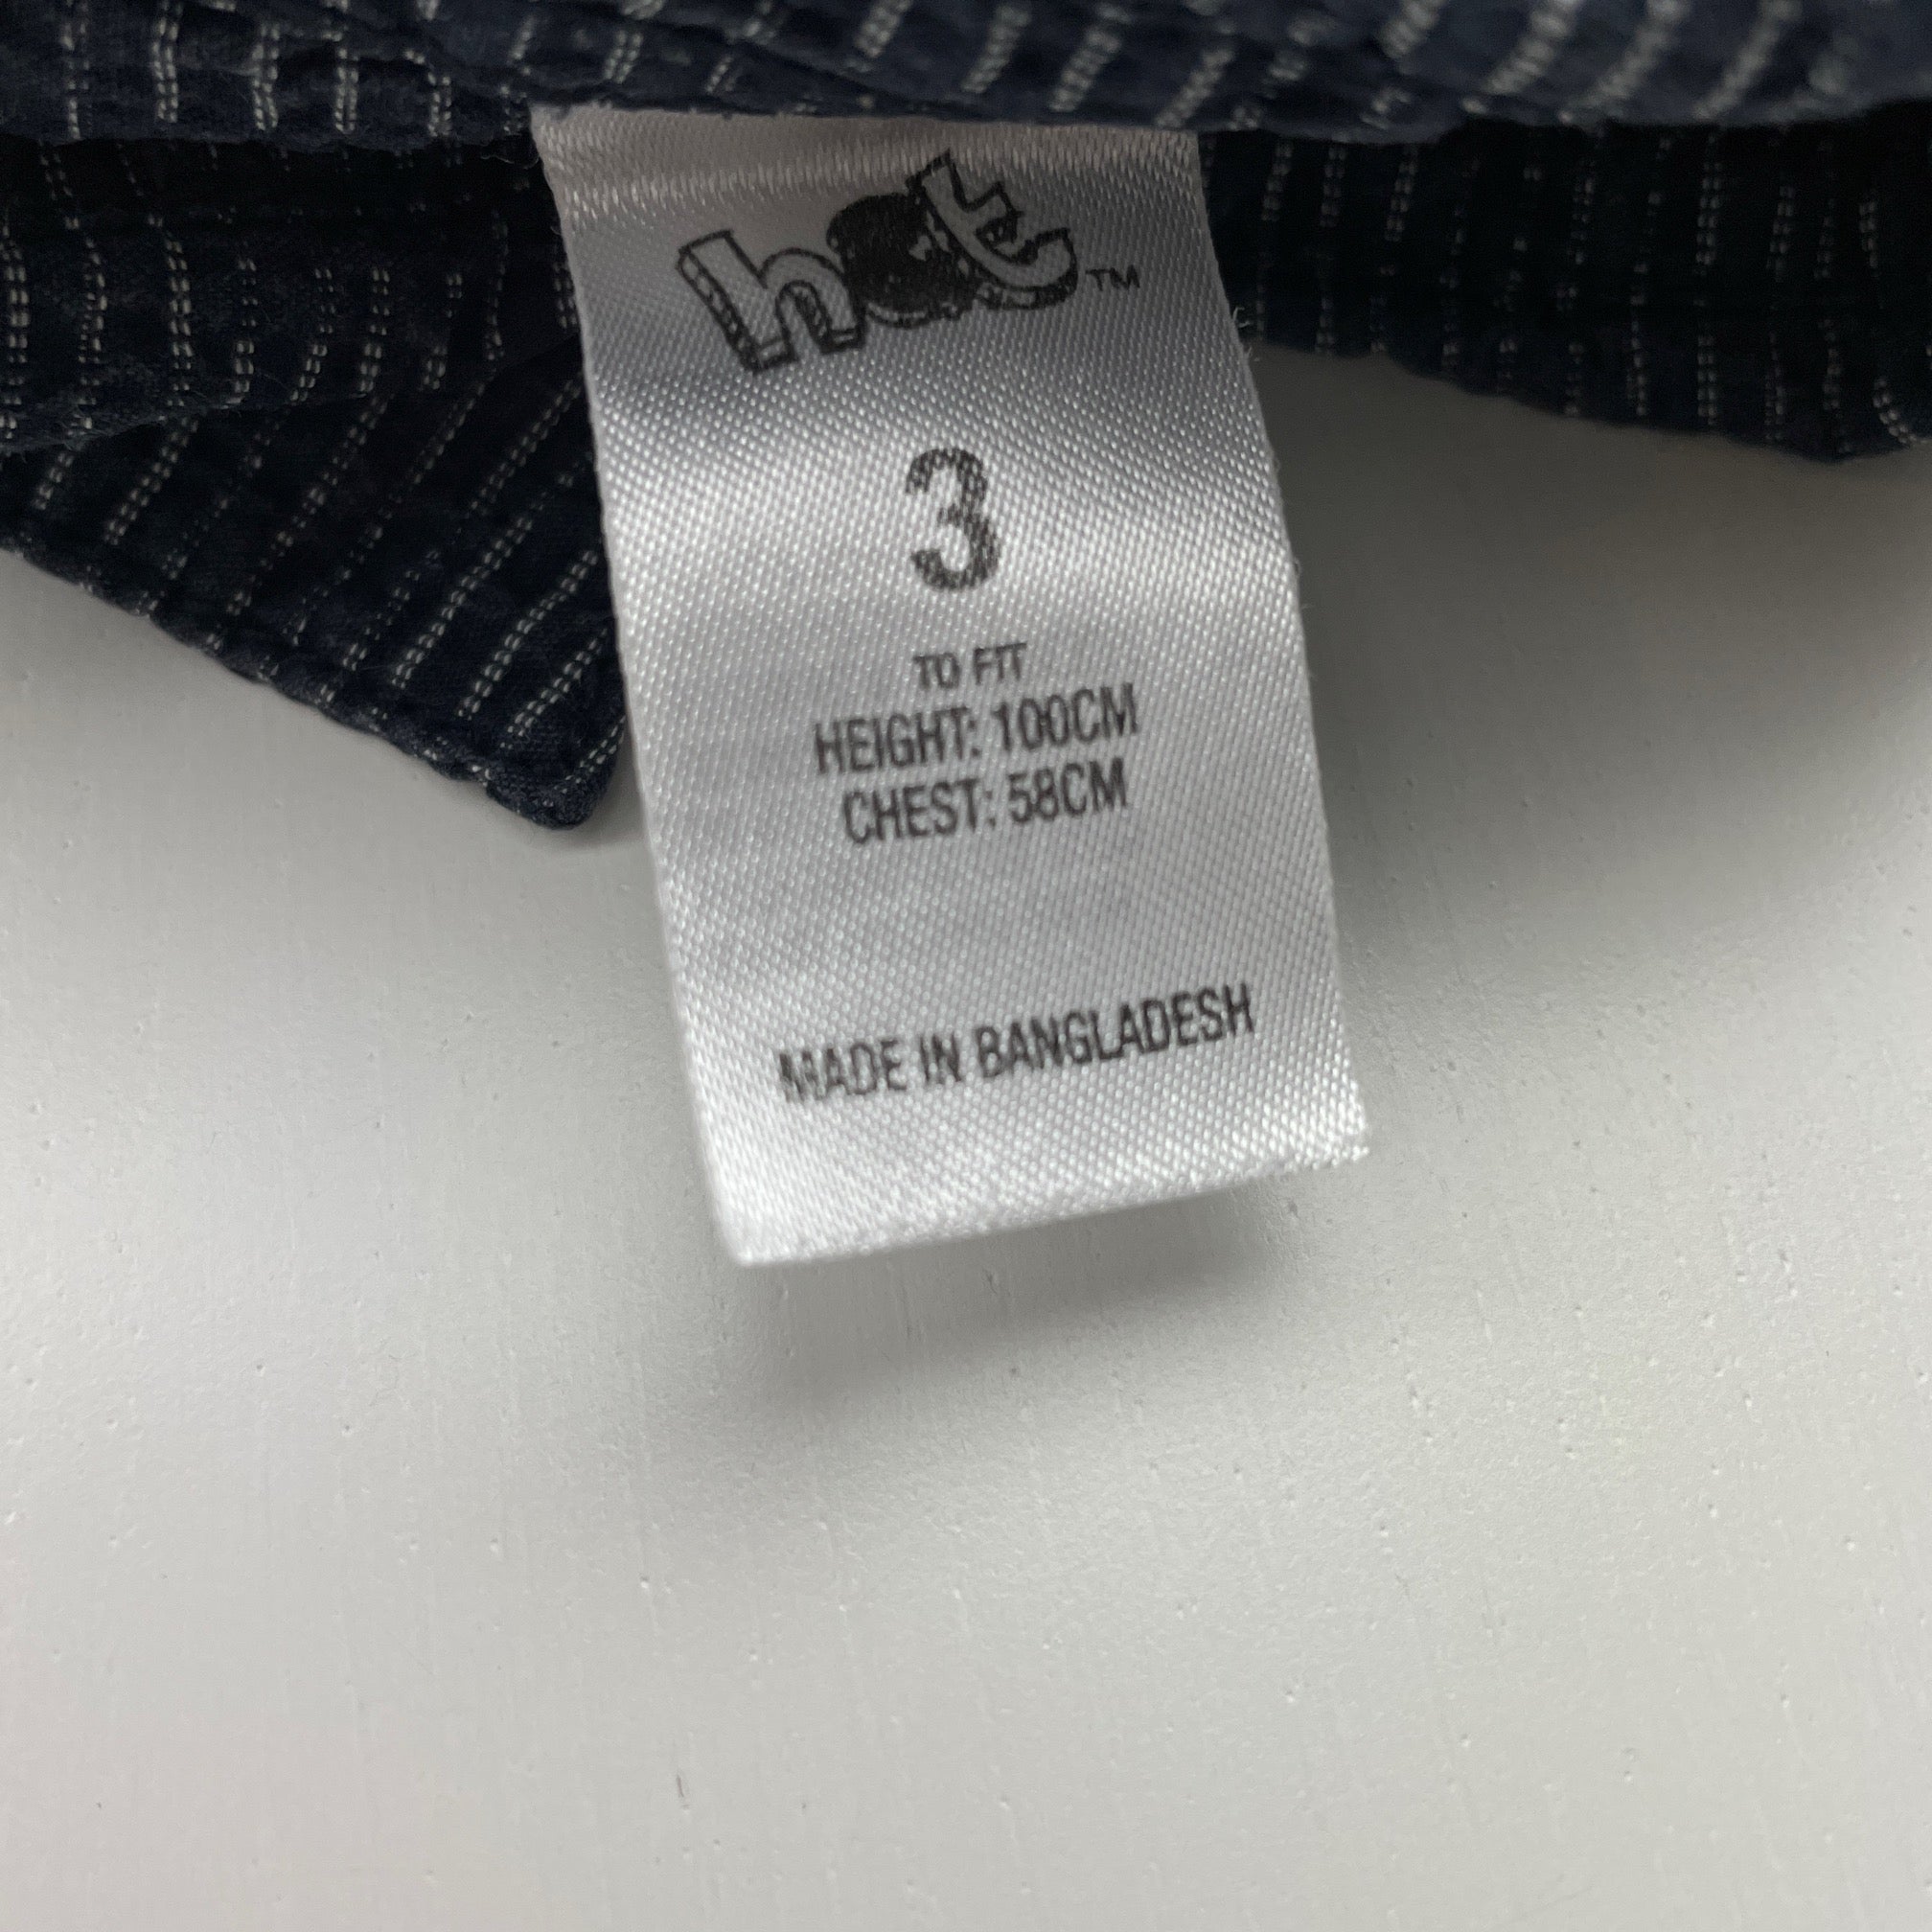 hot™
3
TO FIT
HEIGHT: 100CM
CHEST: 58CM
MADE IN BANGLADESH